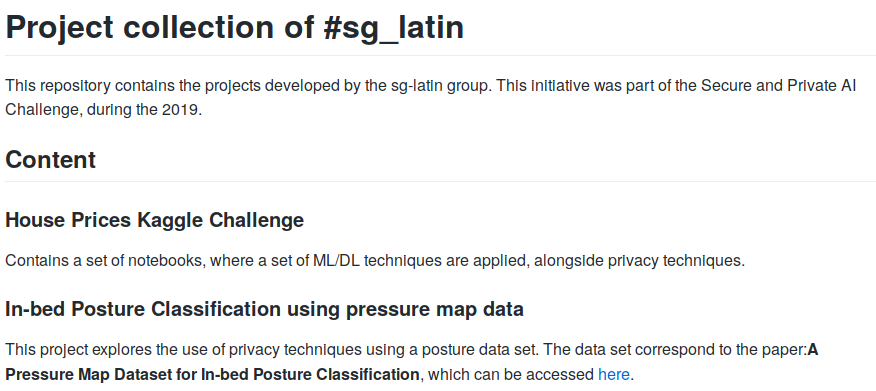 Project collection of #sg_latin
This repository contains the projects developed by the sg-latin group. This initiative was part of the Secure and Private AI
Challenge, during the 2019.
Content
House Prices Kaggle Challenge
Contains a set of notebooks, where a set of ML/DL techniques are applied, alongside privacy techniques.
In-bed Posture Classification using pressure map data
This project explores the use of privacy techniques using a posture data set. The data set correspond to the paper:A
Pressure Map Dataset for In-bed Posture Classification, which can be accessed here.